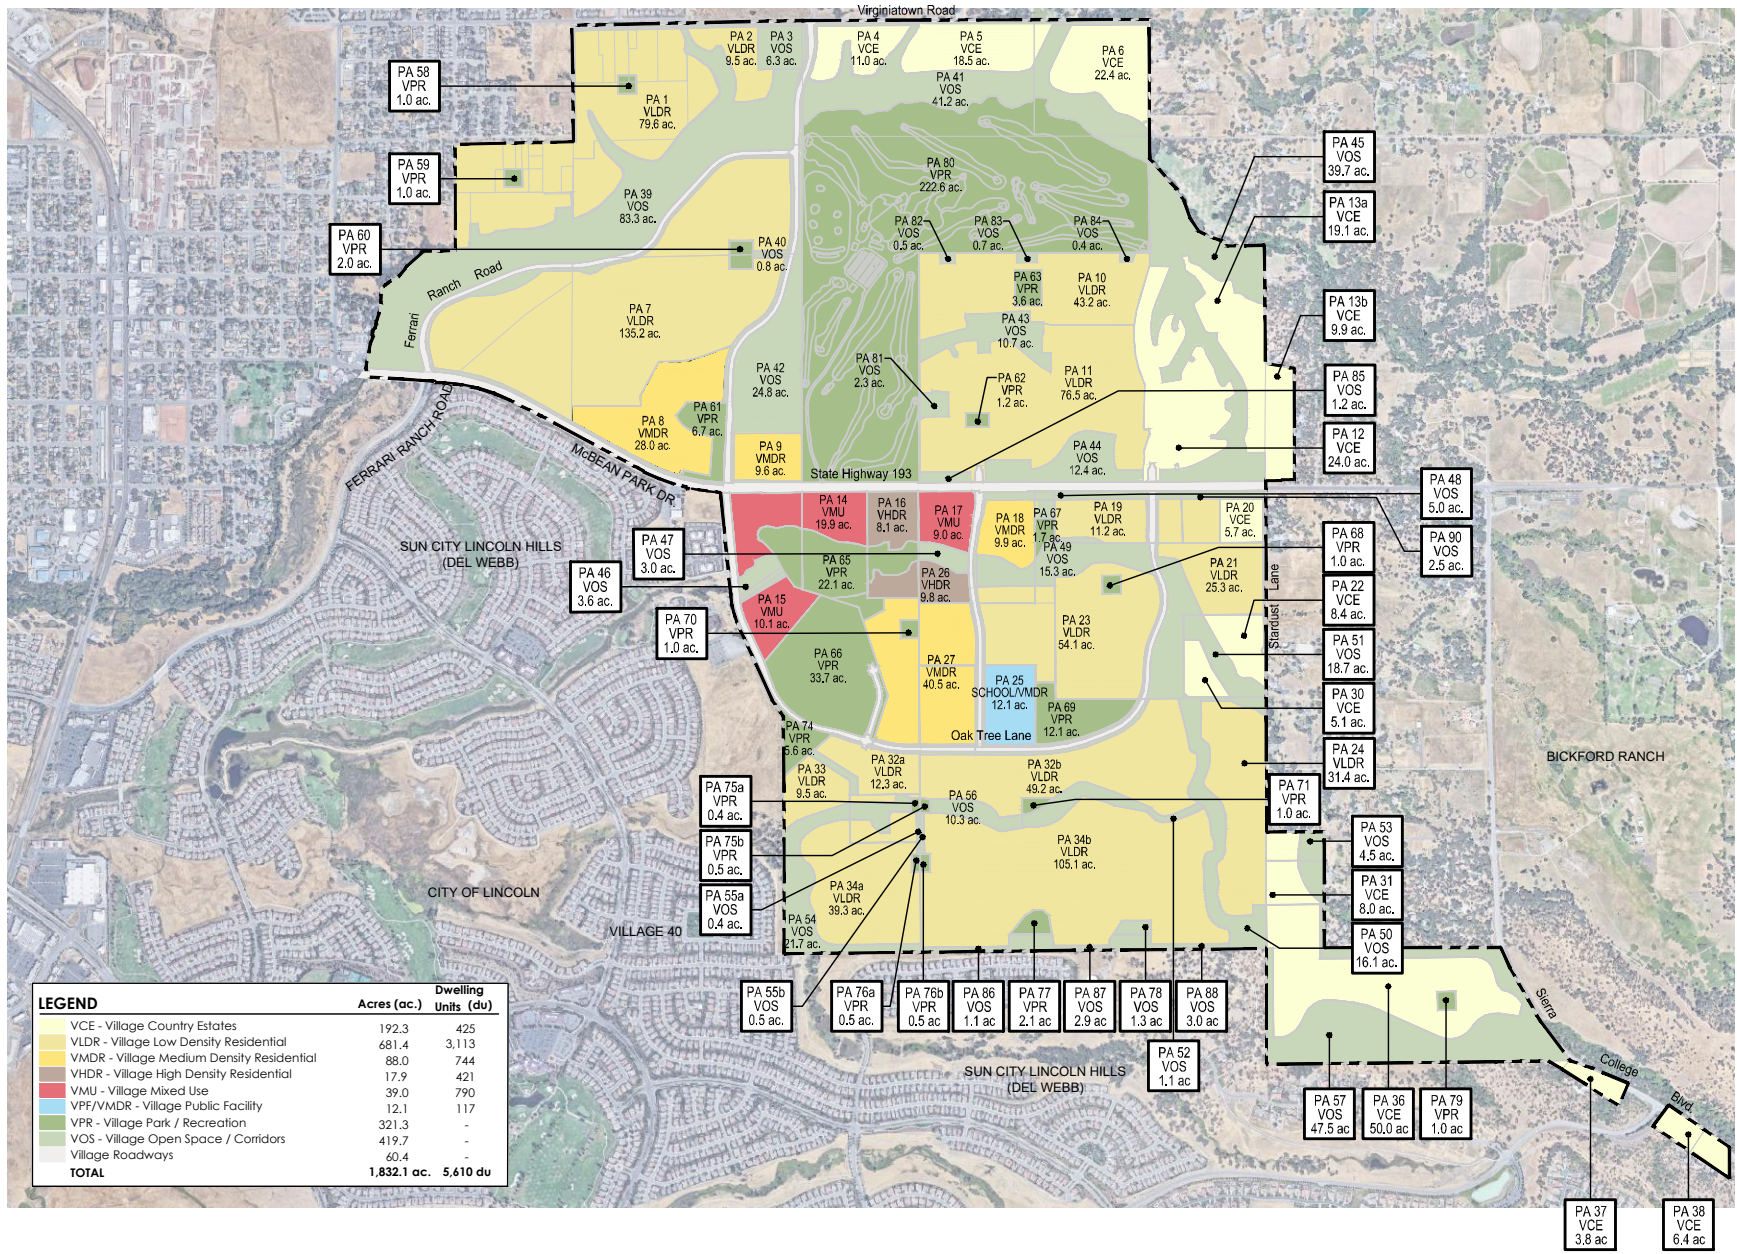 Virginiatown Road
PA 58
VPR
1.0 ac.
PA 2
VLDR
9.5 ac.
PA 3
VOS
6.3 ac.
PA 4
VCE
11.0 ac.
PA 5
VCE
18.5 ac.
PA 6
VCE
22.4 ac.
PA 1
VLDR
79.6 ac.
PA 41
VOS
41.2 ac.
PA 59
VPR
1.0 ac.
PA 45
VOS
39.7 ac.
PA 80
VPR
222.6 ac.
PA 39
VOS
83.3 ac.
PA 13a
VCE
19.1 ac.
PA 60
VPR
2.0 ac.
PA 40
VOS
0.8 ac.
PA 82
VOS
0.5 ac.
PA 83
VOS
0.7 ac.
PA 84
VOS
0.4 ac.
Ferrari Ranch Road
PA 63
VPR
3.6 ac.
PA 10
VLDR
43.2 ac.
PA 7
VLDR
135.2 ac.
PA 13b
VCE
9.9 ac.
PA 43
VOS
10.7 ac.
PA 42
VOS
24.8 ac.
PA 81
VOS
2.3 ac.
PA 62
VPR
1.2 ac.
PA 11
VLDR
76.5 ac.
PA 85
VOS
1.2 ac.
FERRARI RANCH ROAD
PA 8
VMDR
28.0 ac.
PA 61
VPR
6.7 ac.
PA 9
VMDR
9.6 ac.
PA 44
VOS
12.4 ac.
PA 12
VCE
24.0 ac.
McBEAN PARK DR.
State Highway 193
PA 48
VOS
5.0 ac.
PA 14
VMU
19.9 ac.
PA 16
VHDR
8.1 ac.
PA 17
VMU
9.0 ac.
PA 18
VMDR
9.9 ac.
PA 67
VPR
1.7 ac.
PA 19
VLDR
11.2 ac.
PA 20
VCE
5.7 ac.
PA 90
VOS
2.5 ac.
SUN CITY LINCOLN HILLS
(DEL WEBB)
PA 47
VOS
3.0 ac.
PA 68
VPR
1.0 ac.
PA 46
VOS
3.6 ac.
PA 65
VPR
22.1 ac.
PA 49
VOS
15.3 ac.
PA 26
VHDR
9.8 ac.
PA 21
VLDR
25.3 ac.
PA 22
VCE
8.4 ac.
PA 15
VMU
10.1 ac.
Stardust Lane
PA 70
VPR
1.0 ac.
PA 23
VLDR
54.1 ac.
PA 51
VOS
18.7 ac.
PA 66
VPR
33.7 ac.
PA 27
VMDR
40.5 ac.
PA 25
SCHOOL/VMDR
12.1 ac.
PA 30
VCE
5.1 ac.
PA 69
VPR
12.1 ac.
PA 74
VPR
5.6 ac.
Oak Tree Lane
PA 24
VLDR
31.4 ac.
BICKFORD RANCH
PA 33
VLDR
9.5 ac.
PA 32a
VLDR
12.3 ac.
PA 32b
VLDR
49.2 ac.
PA 75a
VPR
0.4 ac.
PA 56
VOS
10.3 ac.
PA 71
VPR
1.0 ac.
PA 75b
VPR
0.5 ac.
PA 34b
VLDR
105.1 ac.
PA 53
VOS
4.5 ac.
PA 55a
VOS
0.4 ac.
PA 34a
VLDR
39.3 ac.
PA 31
VCE
8.0 ac.
CITY OF LINCOLN
VILLAGE 40
PA 54
VOS
21.7 ac.
PA 50
VOS
16.1 ac.
PA 55b
VOS
0.5 ac.
PA 76a
VPR
0.5 ac.
PA 76b
VPR
0.5 ac
PA 86
VOS
1.1 ac
PA 77
VPR
2.1 ac
PA 87
VOS
2.9 ac
PA 78
VOS
1.3 ac
PA 88
VOS
3.0 ac
PA 52
VOS
1.1 ac
SUN CITY LINCOLN HILLS
(DEL WEBB)
Sierra College Blvd.
PA 57
VOS
47.5 ac
PA 36
VCE
50.0 ac
PA 79
VPR
1.0 ac
PA 37
VCE
3.8 ac
PA 38
VCE
6.4 ac
LEGEND Acres (ac.) Dwelling Units (du)
VCE - Village Country Estates 192.3 425
VLDR - Village Low Density Residential 681.4 3,113
VMDR - Village Medium Density Residential 88.0 744
VHDR - Village High Density Residential 17.9 421
VMU - Village Mixed Use 39.0 790
VPF/VMDR - Village Public Facility 12.1 117
VPR - Village Park / Recreation 321.3 -
VOS - Village Open Space / Corridors 419.7 -
Village Roadways 60.4 -
TOTAL 1,832.1 ac. 5,610 du